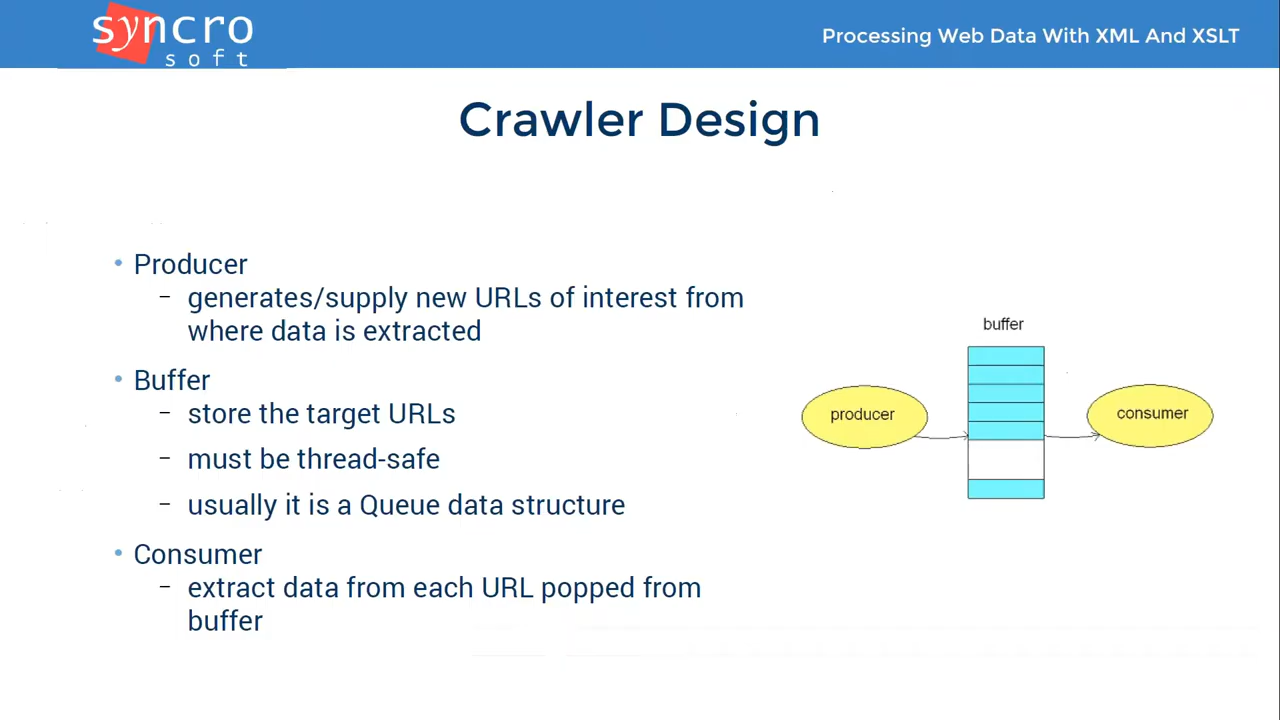 syncro
soft
Processing Web Data With XML And XSLT
Crawler Design
• Producer
– generates/supply new URLs of interest from
where data is extracted
• Buffer
– store the target URLs
– must be thread-safe
– usually it is a Queue data structure
• Consumer
– extract data from each URL popped from
buffer
buffer
producer
consumer